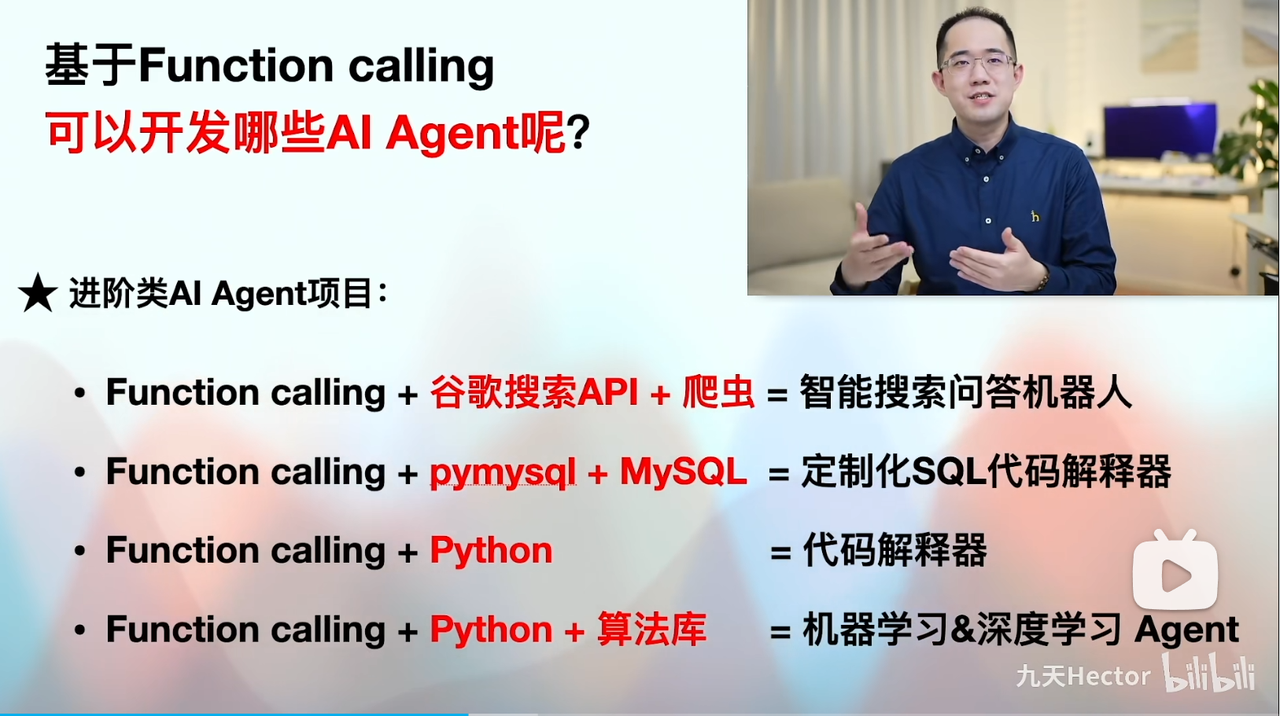 基于Function calling
可以开发哪些AI Agent呢?
★ 进阶类AI Agent项目：
• Function calling + 谷歌搜索API + 爬虫 = 智能搜索问答机器人
• Function calling + pymysql + MySQL = 定制化SQL代码解释器
• Function calling + Python = 代码解释器
• Function calling + Python + 算法库 = 机器学习&深度学习 Agent
h
九天Hector bilibili